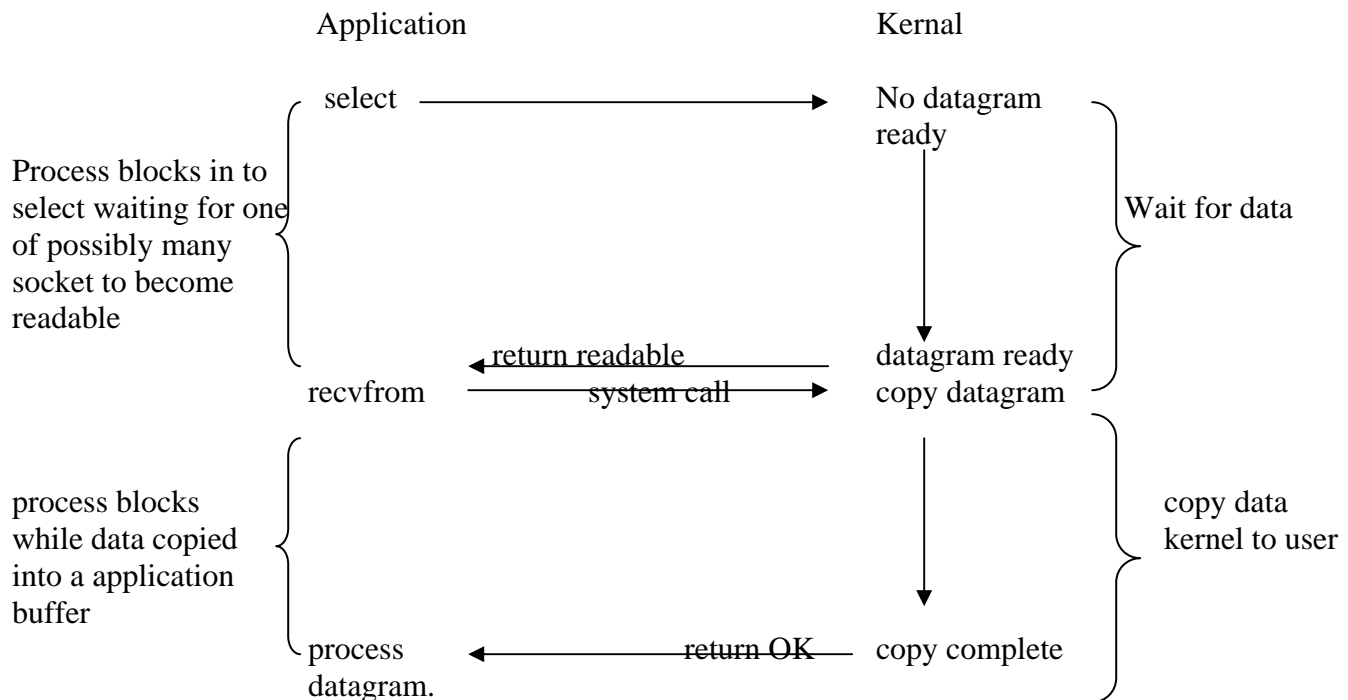 Application
Kernal
select
No datagram
ready
Process blocks in to
select waiting for one
of possibly many
socket to become
readable
Wait for data
return readable
datagram ready
recvfrom
system call
copy datagram
process blocks
while data copied
into a application
buffer
copy data
kernel to user
process
datagram.
return OK
copy complete